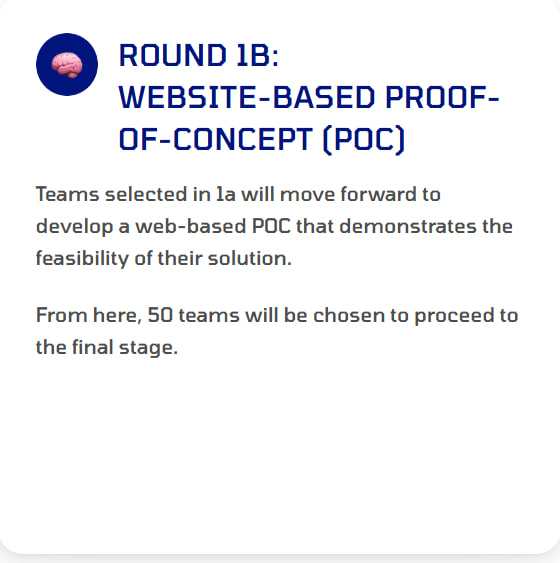 ROUND 1B:
WEBSITE-BASED PROOF-
OF-CONCEPT (POC)
Teams selected in 1a will move forward to
develop a web-based POC that demonstrates the
feasibility of their solution.
From here, 50 teams will be chosen to proceed to
the final stage.